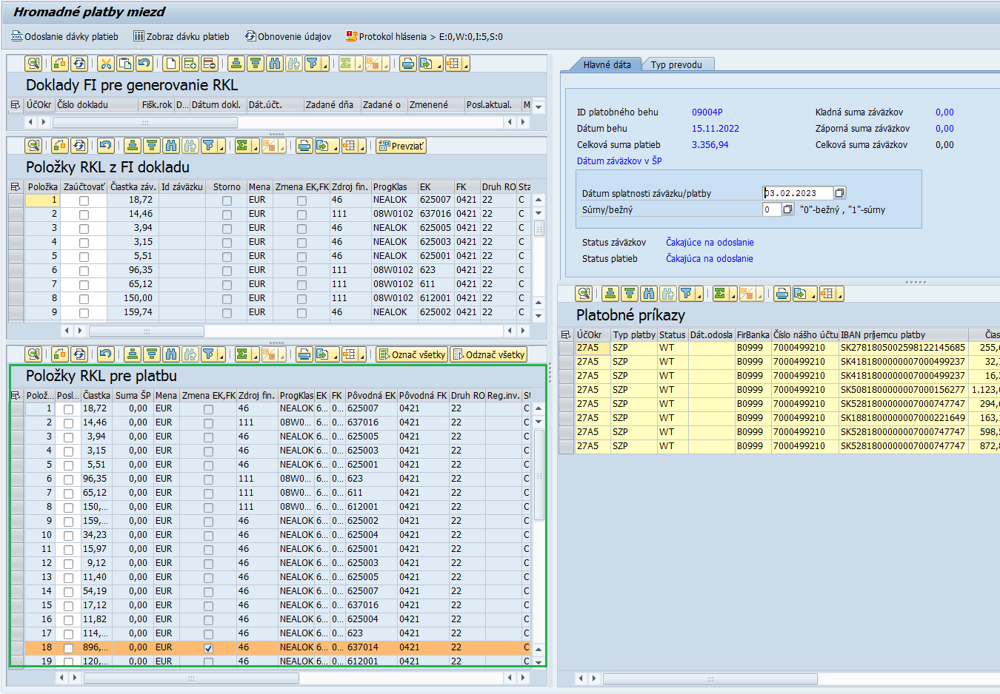 Hromadné platby miezd
Odoslanie dávky platieb Zobraz dávku platieb Obnovenie údajov Protokol hlásenia > E:0,W:0,I:5,S:0
Doklady FI pre generovanie RKL
ÚčOkr Číslo dokladu Fišk.rok D... Dátum dokl. Dát.účt. Zadané dňa Zadané o Zmenené Posl.aktual. M
Prevziať
Položky RKL z FI dokladu
Položka Zaúčtovať Čiastka záv. Id záväzku Storno Mena Zmena EK,FK Zdroj fin. ProgKlas EK FK Druh RO Sta
1 18,72 EUR 46 NEALOK 625007 0421 22 C
2 14,46 EUR 111 08W0102 637016 0421 22 C
3 3,94 EUR 46 NEALOK 625005 0421 22 C
4 3,15 EUR 46 NEALOK 625003 0421 22 C
5 5,51 EUR 46 NEALOK 625001 0421 22 C
6 96,35 EUR 111 08W0102 623 0421 22 C
7 65,12 EUR 111 08W0102 611 0421 22 C
8 150,00 EUR 111 08W0102 612001 0421 22 C
9 159,74 EUR 46 NEALOK 625002 0421 22 C
Označ všetky Odznač všetky
Položky RKL pre platbu
Polož... Posl... Čiastka Suma ŠP Mena Zmena EK,FK Zdroj fin. ProgKlas EK FK Pôvodná EK Pôvodná FK Druh RO Reg.inv. St
1 18,72 0,00 EUR 46 NEALOK 6... 0... 625007 0421 22 C
2 14,46 0,00 EUR 111 08W0... 6... 0... 637016 0421 22 C
3 3,94 0,00 EUR 46 NEALOK 6... 0... 625005 0421 22 C
4 3,15 0,00 EUR 46 NEALOK 6... 0... 625003 0421 22 C
5 5,51 0,00 EUR 46 NEALOK 6... 0... 625001 0421 22 C
6 96,35 0,00 EUR 111 08W0... 6... 0... 623 0421 22 C
7 65,12 0,00 EUR 111 08W0... 6... 0... 611 0421 22 C
8 150,... 0,00 EUR 111 08W0... 6... 0... 612001 0421 22 C
9 159,... 0,00 EUR 46 NEALOK 6... 0... 625002 0421 22 C
10 34,23 0,00 EUR 46 NEALOK 6... 0... 625004 0421 22 C
11 15,97 0,00 EUR 46 NEALOK 6... 0... 625001 0421 22 C
12 9,12 0,00 EUR 46 NEALOK 6... 0... 625003 0421 22 C
13 11,40 0,00 EUR 46 NEALOK 6... 0... 625005 0421 22 C
14 54,19 0,00 EUR 46 NEALOK 6... 0... 625007 0421 22 C
15 17,12 0,00 EUR 46 NEALOK 6... 0... 637016 0421 22 C
16 11,82 0,00 EUR 46 NEALOK 6... 0... 625004 0421 22 C
17 114,... 0,00 EUR 46 NEALOK 6... 0... 623 0421 22 C
18 896,... 0,00 EUR 46 NEALOK 6... 0... 637014 0421 22 C
19 120,... 0,00 EUR 46 NEALOK 6... 0... 612001 0421 22 C
Hlavné dáta Typ prevodu
ID platobného behu 09004P Kladná suma záväzkov 0,00
Dátum behu 15.11.2022 Záporná suma záväzkov 0,00
Celková suma platieb 3.356,94 Celková suma záväzkov 0,00
Dátum záväzkov v ŠP
Dátum splatnosti záväzku/platby 03.02.2023
Súrny/bežný 0 "0"-bežný , "1"-súrny
Status záväzkov Čakajúce na odoslanie
Status platieb Čakajúca na odoslanie
Platobné príkazy
ÚčOkr Typ platby Status Dát.odosla FirBanka Číslo nášho účtu IBAN prjjemcu platby Čias
27A5 SZP WT B0999 7000499210 SK2781805002598122145685 255,6
27A5 SZP WT B0999 7000499210 SK4181800000007000499237 32,7
27A5 SZP WT B0999 7000499210 SK4181800000007000499237 16,3
27A5 SZP WT B0999 7000499210 SK5081800000007000156277 1.123,0
27A5 SZP WT B0999 7000499210 SK5281800000007000747747 294,6
27A5 SZP WT B0999 7000499210 SK1881800000007000221649 163,1
27A5 SZP WT B0999 7000499210 SK5281800000007000747747 598,5
27A5 SZP WT B0999 7000499210 SK5281800000007000747747 872,8